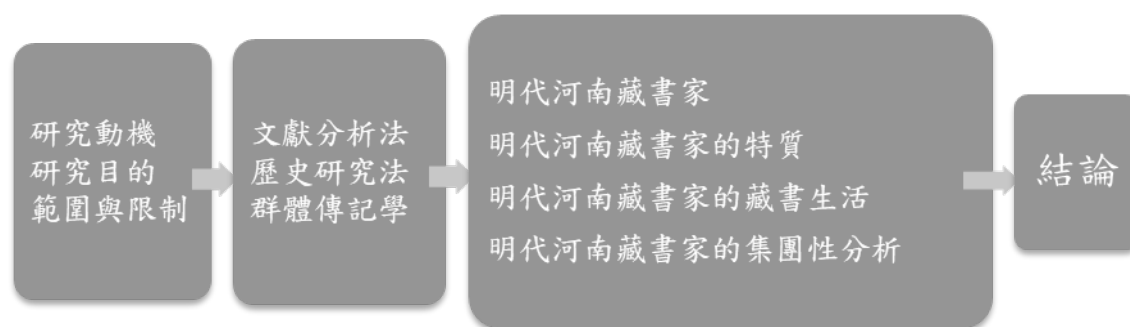 研究動機
研究目的
範圍與限制
文獻分析法
歷史研究法
群體傳記學
明代河南藏書家
明代河南藏書家的特質
明代河南藏書家的藏書生活
明代河南藏書家的集團性分析
結論